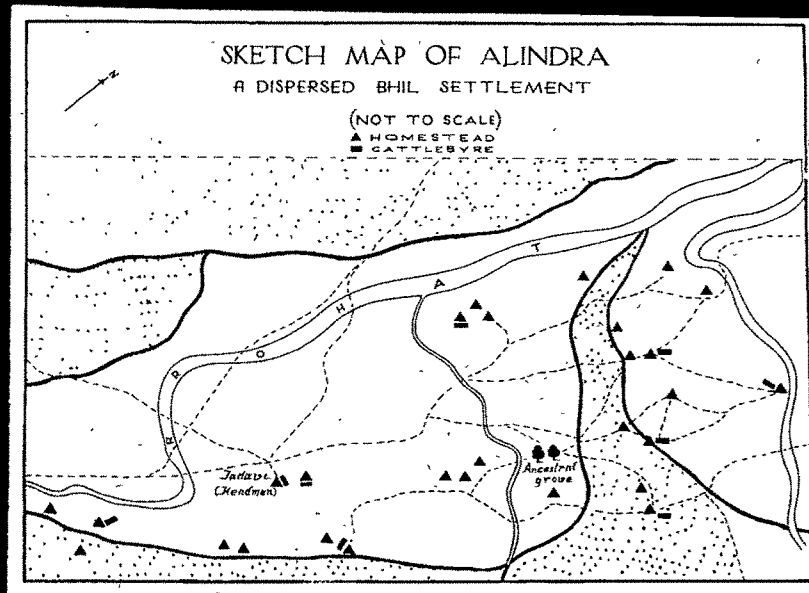 SKETCH MAP OF ALINDRA
A DISPERSED BHIL SETTLEMENT
N
(NOT TO SCALE)
HOMESTEAD
CATTLEBYRE
R R O H A T
Ancestral
grove
(Headman)